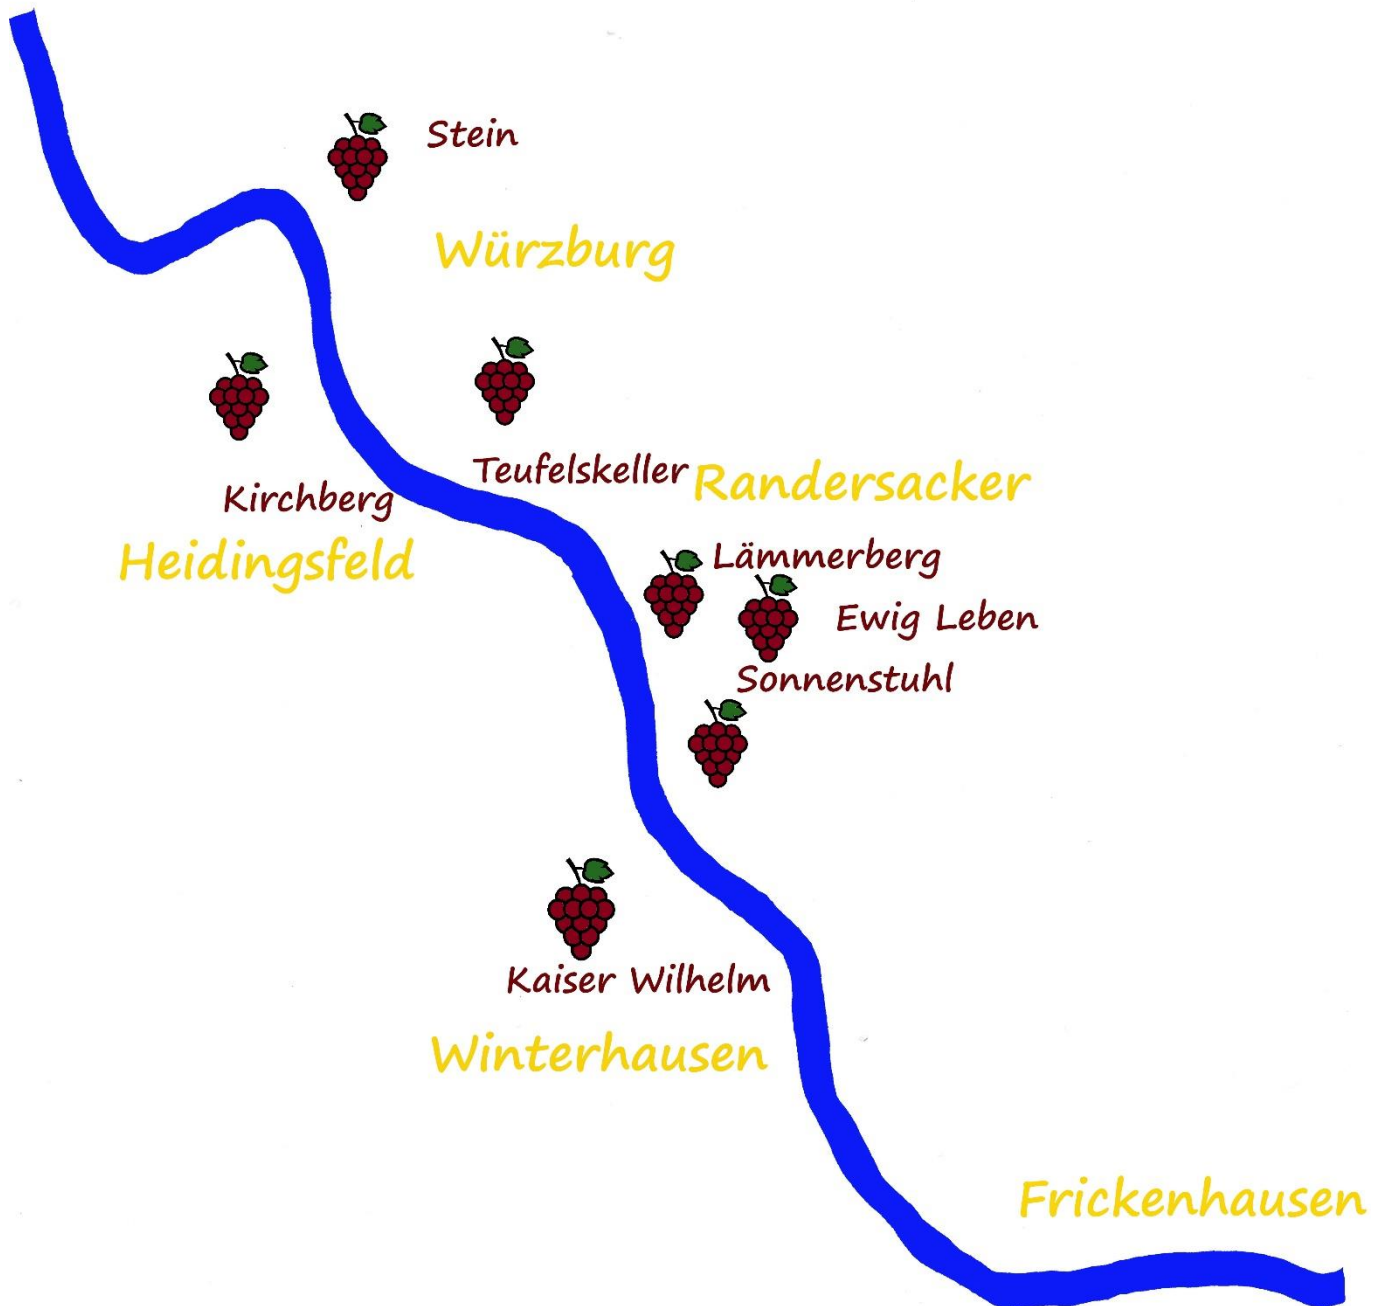 Stein
Würzburg
Teufelskeller
Randersacker
Kirchberg
Heidingsfeld
Lämmerberg
Ewig Leben
Sonnenstuhl
Kaiser Wilhelm
Winterhausen
Frickenhausen